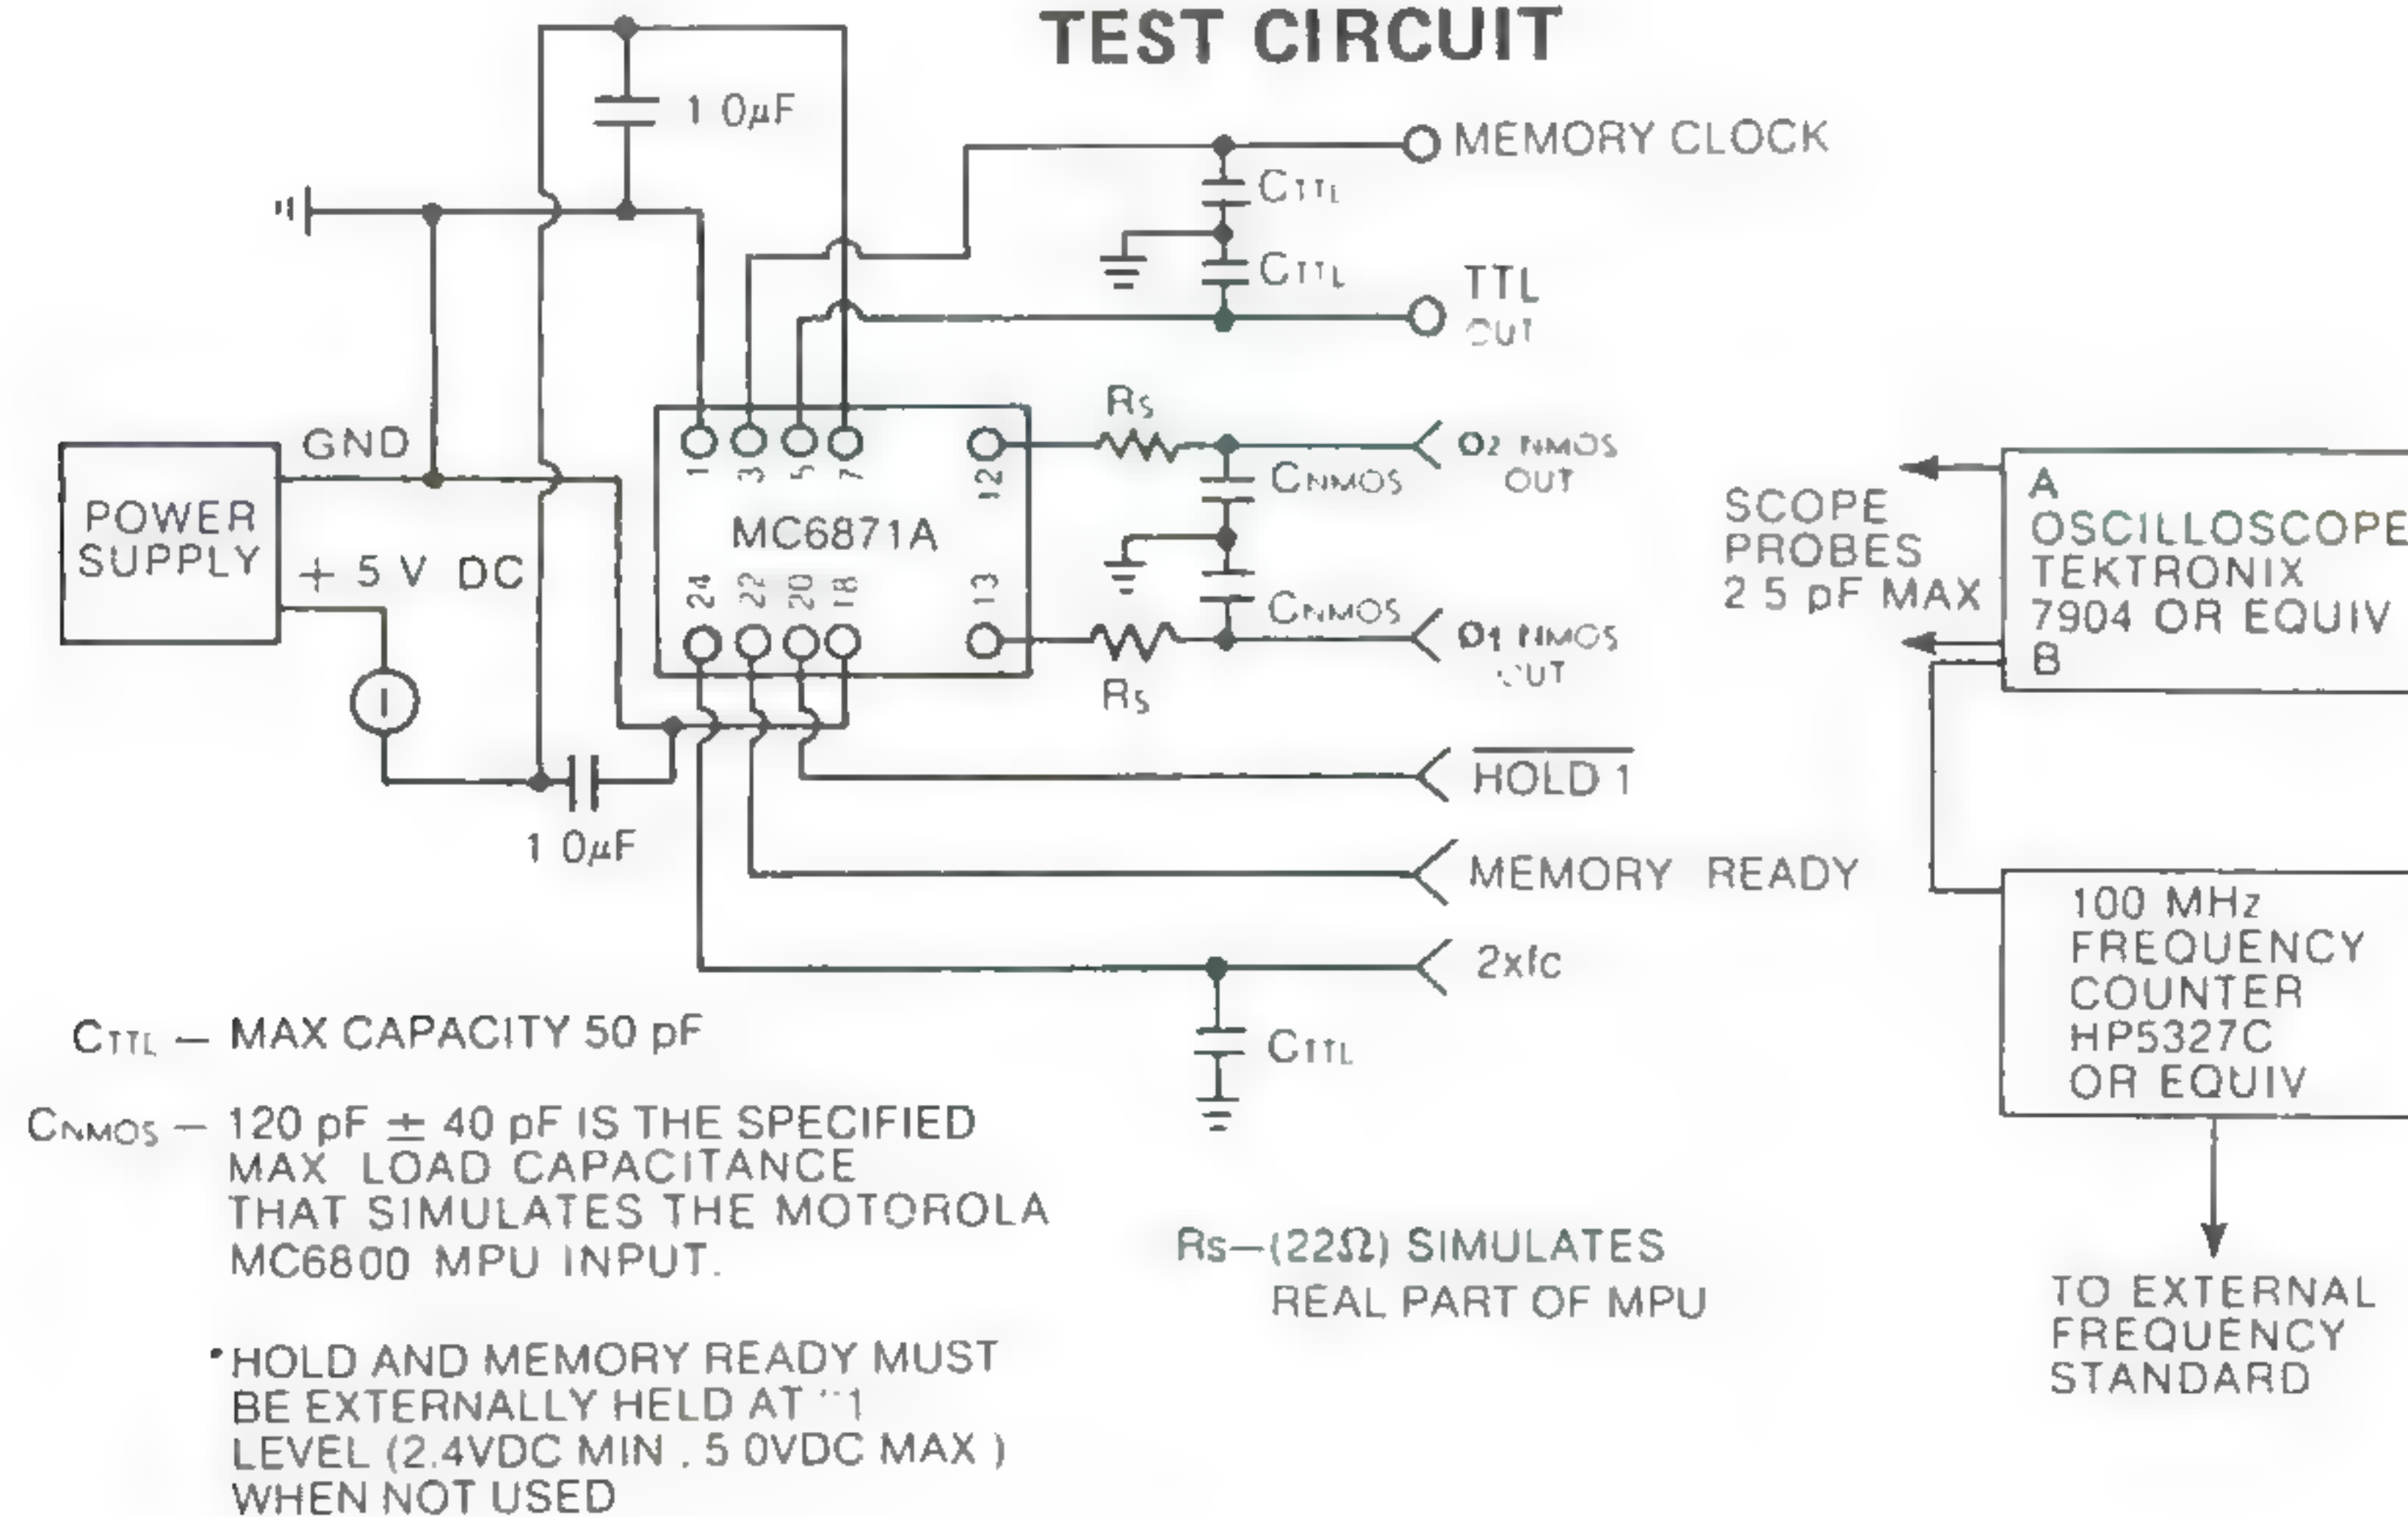 TEST CIRCUIT
1 0µF
MEMORY CLOCK
CTTL
CTTL
TTL
OUT
GND
POWER
SUPPLY
+ 5 V DC
1 3 5 7
12
MC6871A
24 22 20 18
13
RS
CNMOS
Ø2 NMOS
OUT
CNMOS
Ø1 NMOS
OUT
RS
I
1 0µF
HOLD 1
MEMORY READY
2xfc
CTTL
SCOPE
PROBES
2 5 pF MAX
A
OSCILLOSCOPE
TEKTRONIX
7904 OR EQUIV
B
100 MHz
FREQUENCY
COUNTER
HP5327C
OR EQUIV
TO EXTERNAL
FREQUENCY
STANDARD
CTTL — MAX CAPACITY 50 pF
CNMOS — 120 pF ± 40 pF IS THE SPECIFIED
MAX LOAD CAPACITANCE
THAT SIMULATES THE MOTOROLA
MC6800 MPU INPUT.
RS—(22Ω) SIMULATES
REAL PART OF MPU
*HOLD AND MEMORY READY MUST
BE EXTERNALLY HELD AT "1
LEVEL (2.4VDC MIN , 5 0VDC MAX )
WHEN NOT USED